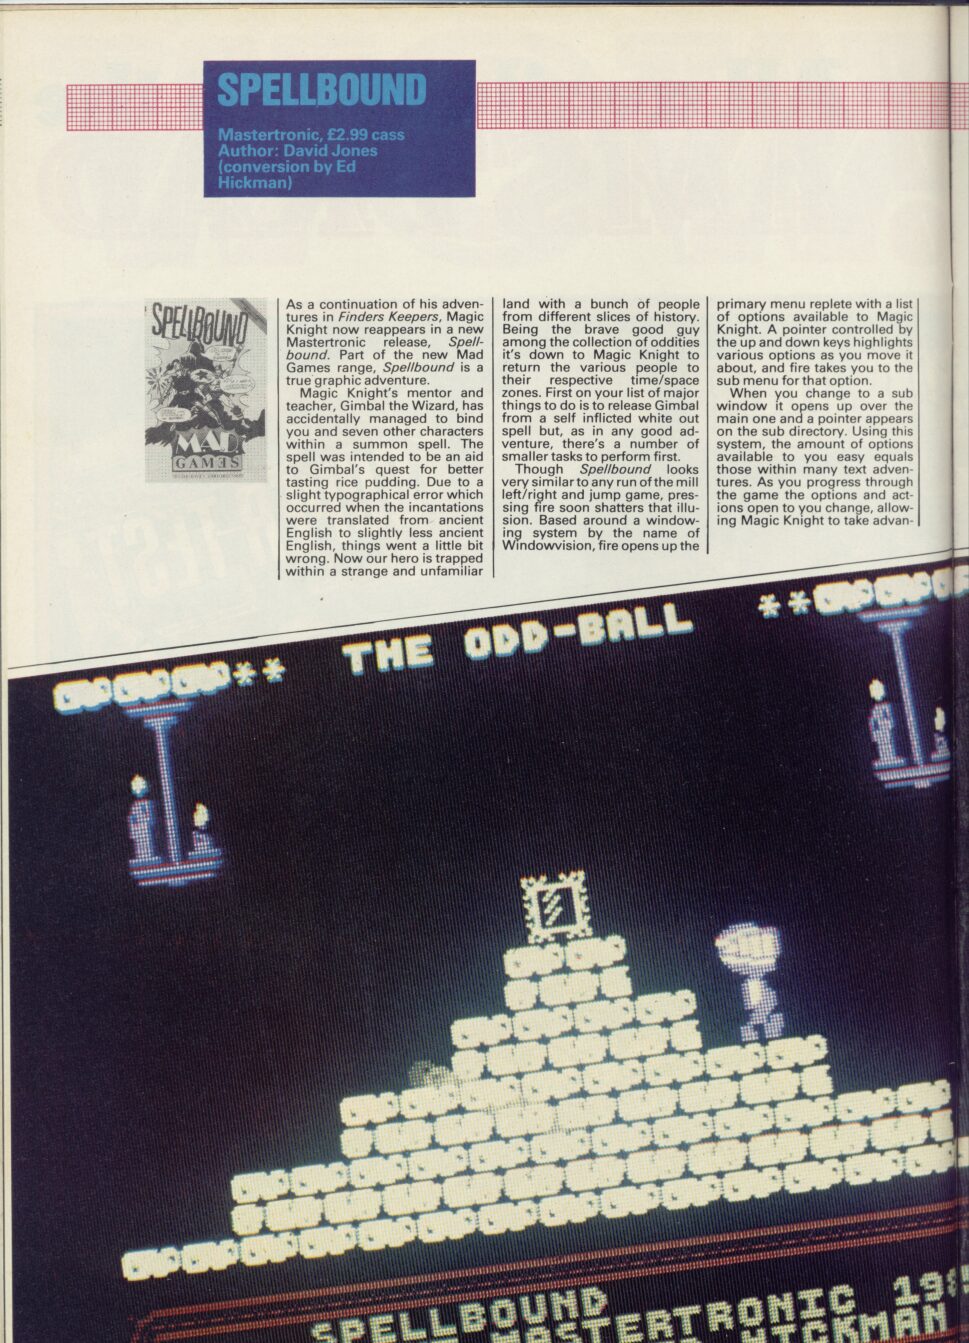 SPELLBOUND
Mastertronic, £2.99 cass
Author: David Jones
(conversion by Ed
Hickman)
SPELLBOUND
MAD
GAMES
As a continuation of his adven-
tures in Finders Keepers, Magic
Knight now reappears in a new
Mastertronic release, Spell-
bound. Part of the new Mad
Games range, Spellbound is a
true graphic adventure.
Magic Knight's mentor and
teacher, Gimbal the Wizard, has
accidentally managed to bind
you and seven other characters
within a summon spell. The
spell was intended to be an aid
to Gimbal's quest for better
tasting rice pudding. Due to a
slight typographical error which
occurred when the incantations
were translated from ancient
English to slightly less ancient
English, things went a little bit
wrong. Now our hero is trapped
within a strange and unfamiliar
land with a bunch of people
from different slices of history.
Being the brave good guy
among the collection of oddities
it's down to Magic Knight to
return the various people to
their respective time/space
zones. First on your list of major
things to do is to release Gimbal
from a self inflicted white out
spell but, as in any good ad-
venture, there's a number of
smaller tasks to perform first.
Though Spellbound looks
very similar to any run of the mill
left/right and jump game, pres-
sing fire soon shatters that illu-
sion. Based around a window-
ing system by the name of
Windowvision, fire opens up the
primary menu replete with a list
of options available to Magic
Knight. A pointer controlled by
the up and down keys highlights
various options as you move it
about, and fire takes you to the
sub menu for that option.
When you change to a sub
window it opens up over the
main one and a pointer appears
on the sub directory. Using this
system, the amount of options
available to you easy equals
those within many text adven-
tures. As you progress through
the game the options and act-
ions open to you change, allow-
ing Magic Knight to take advan-
** THE ODD-BALL **
SPELLBOUND
MASTERTRONIC 198
HICKMAN